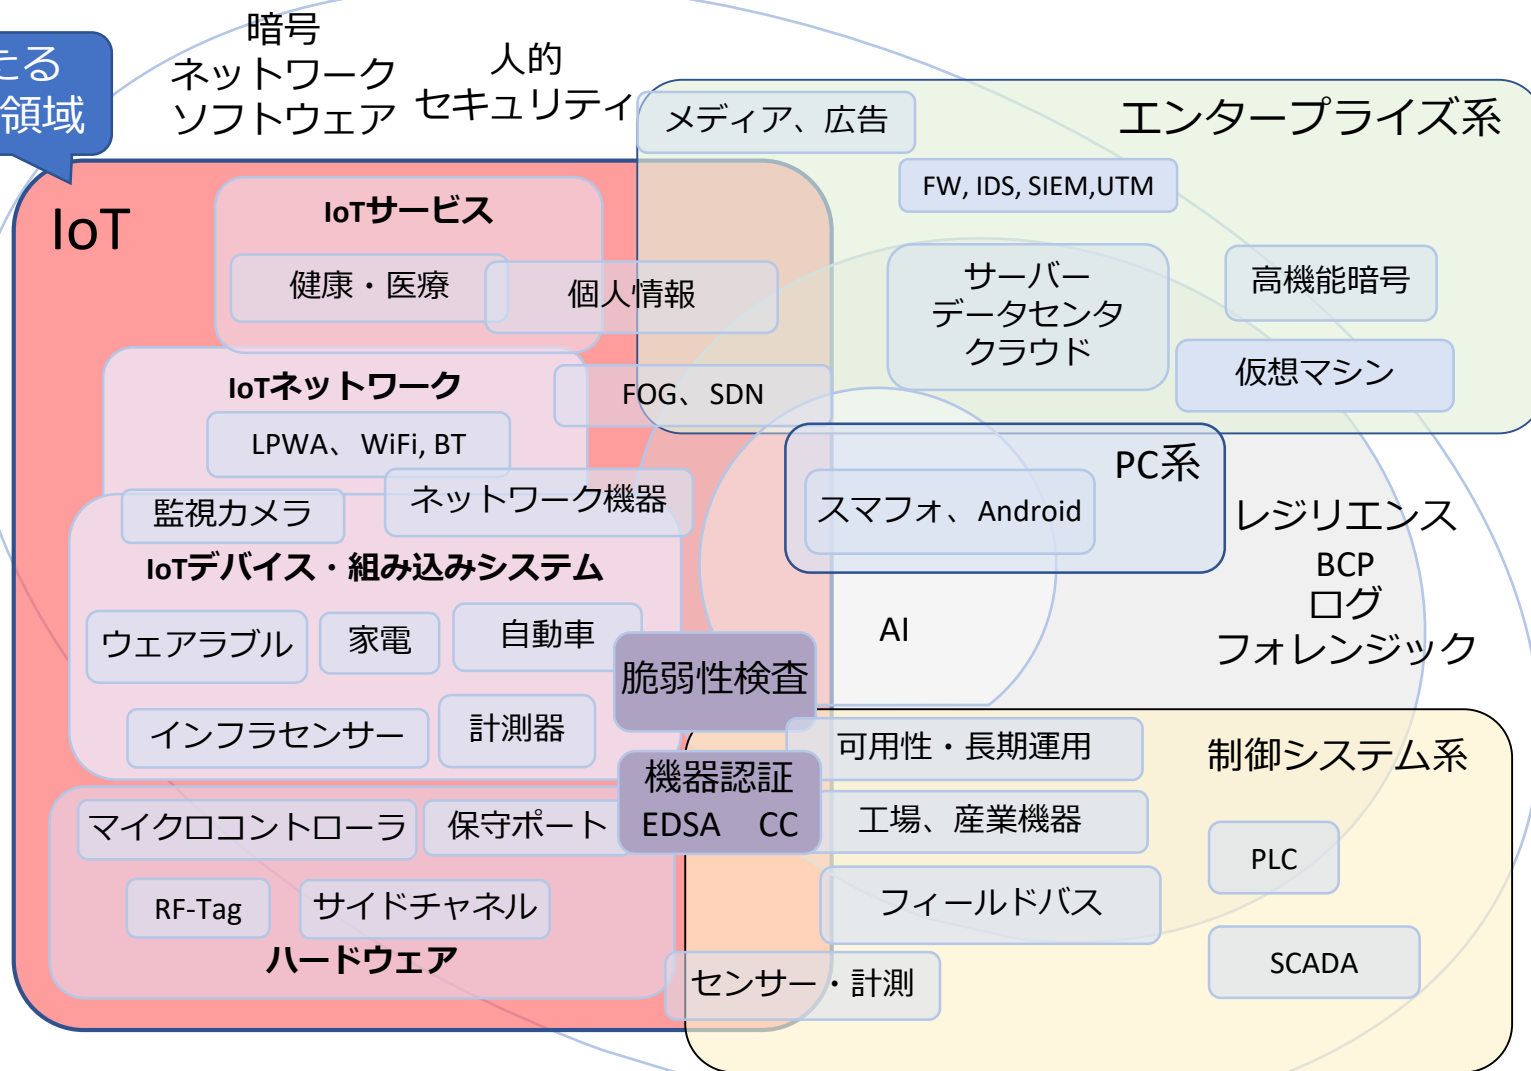 たる
領域
暗号
ネットワーク
ソフトウェア
人的
セキュリティ
メディア、広告
エンタープライズ系
FW, IDS, SIEM,UTM
IoT
IoTサービス
健康・医療
個人情報
サーバー
データセンタ
クラウド
高機能暗号
仮想マシン
IoTネットワーク
FOG、SDN
LPWA、WiFi, BT
PC系
スマフォ、Android
監視カメラ
ネットワーク機器
IoTデバイス・組み込みシステム
レジリエンス
BCP
ログ
フォレンジック
ウェアラブル
家電
自動車
AI
脆弱性検査
インフラセンサー
計測器
可用性・長期運用
制御システム系
機器認証
EDSA CC
マイクロコントローラ
保守ポート
工場、産業機器
PLC
RF-Tag
サイドチャネル
フィールドバス
ハードウェア
センサー・計測
SCADA